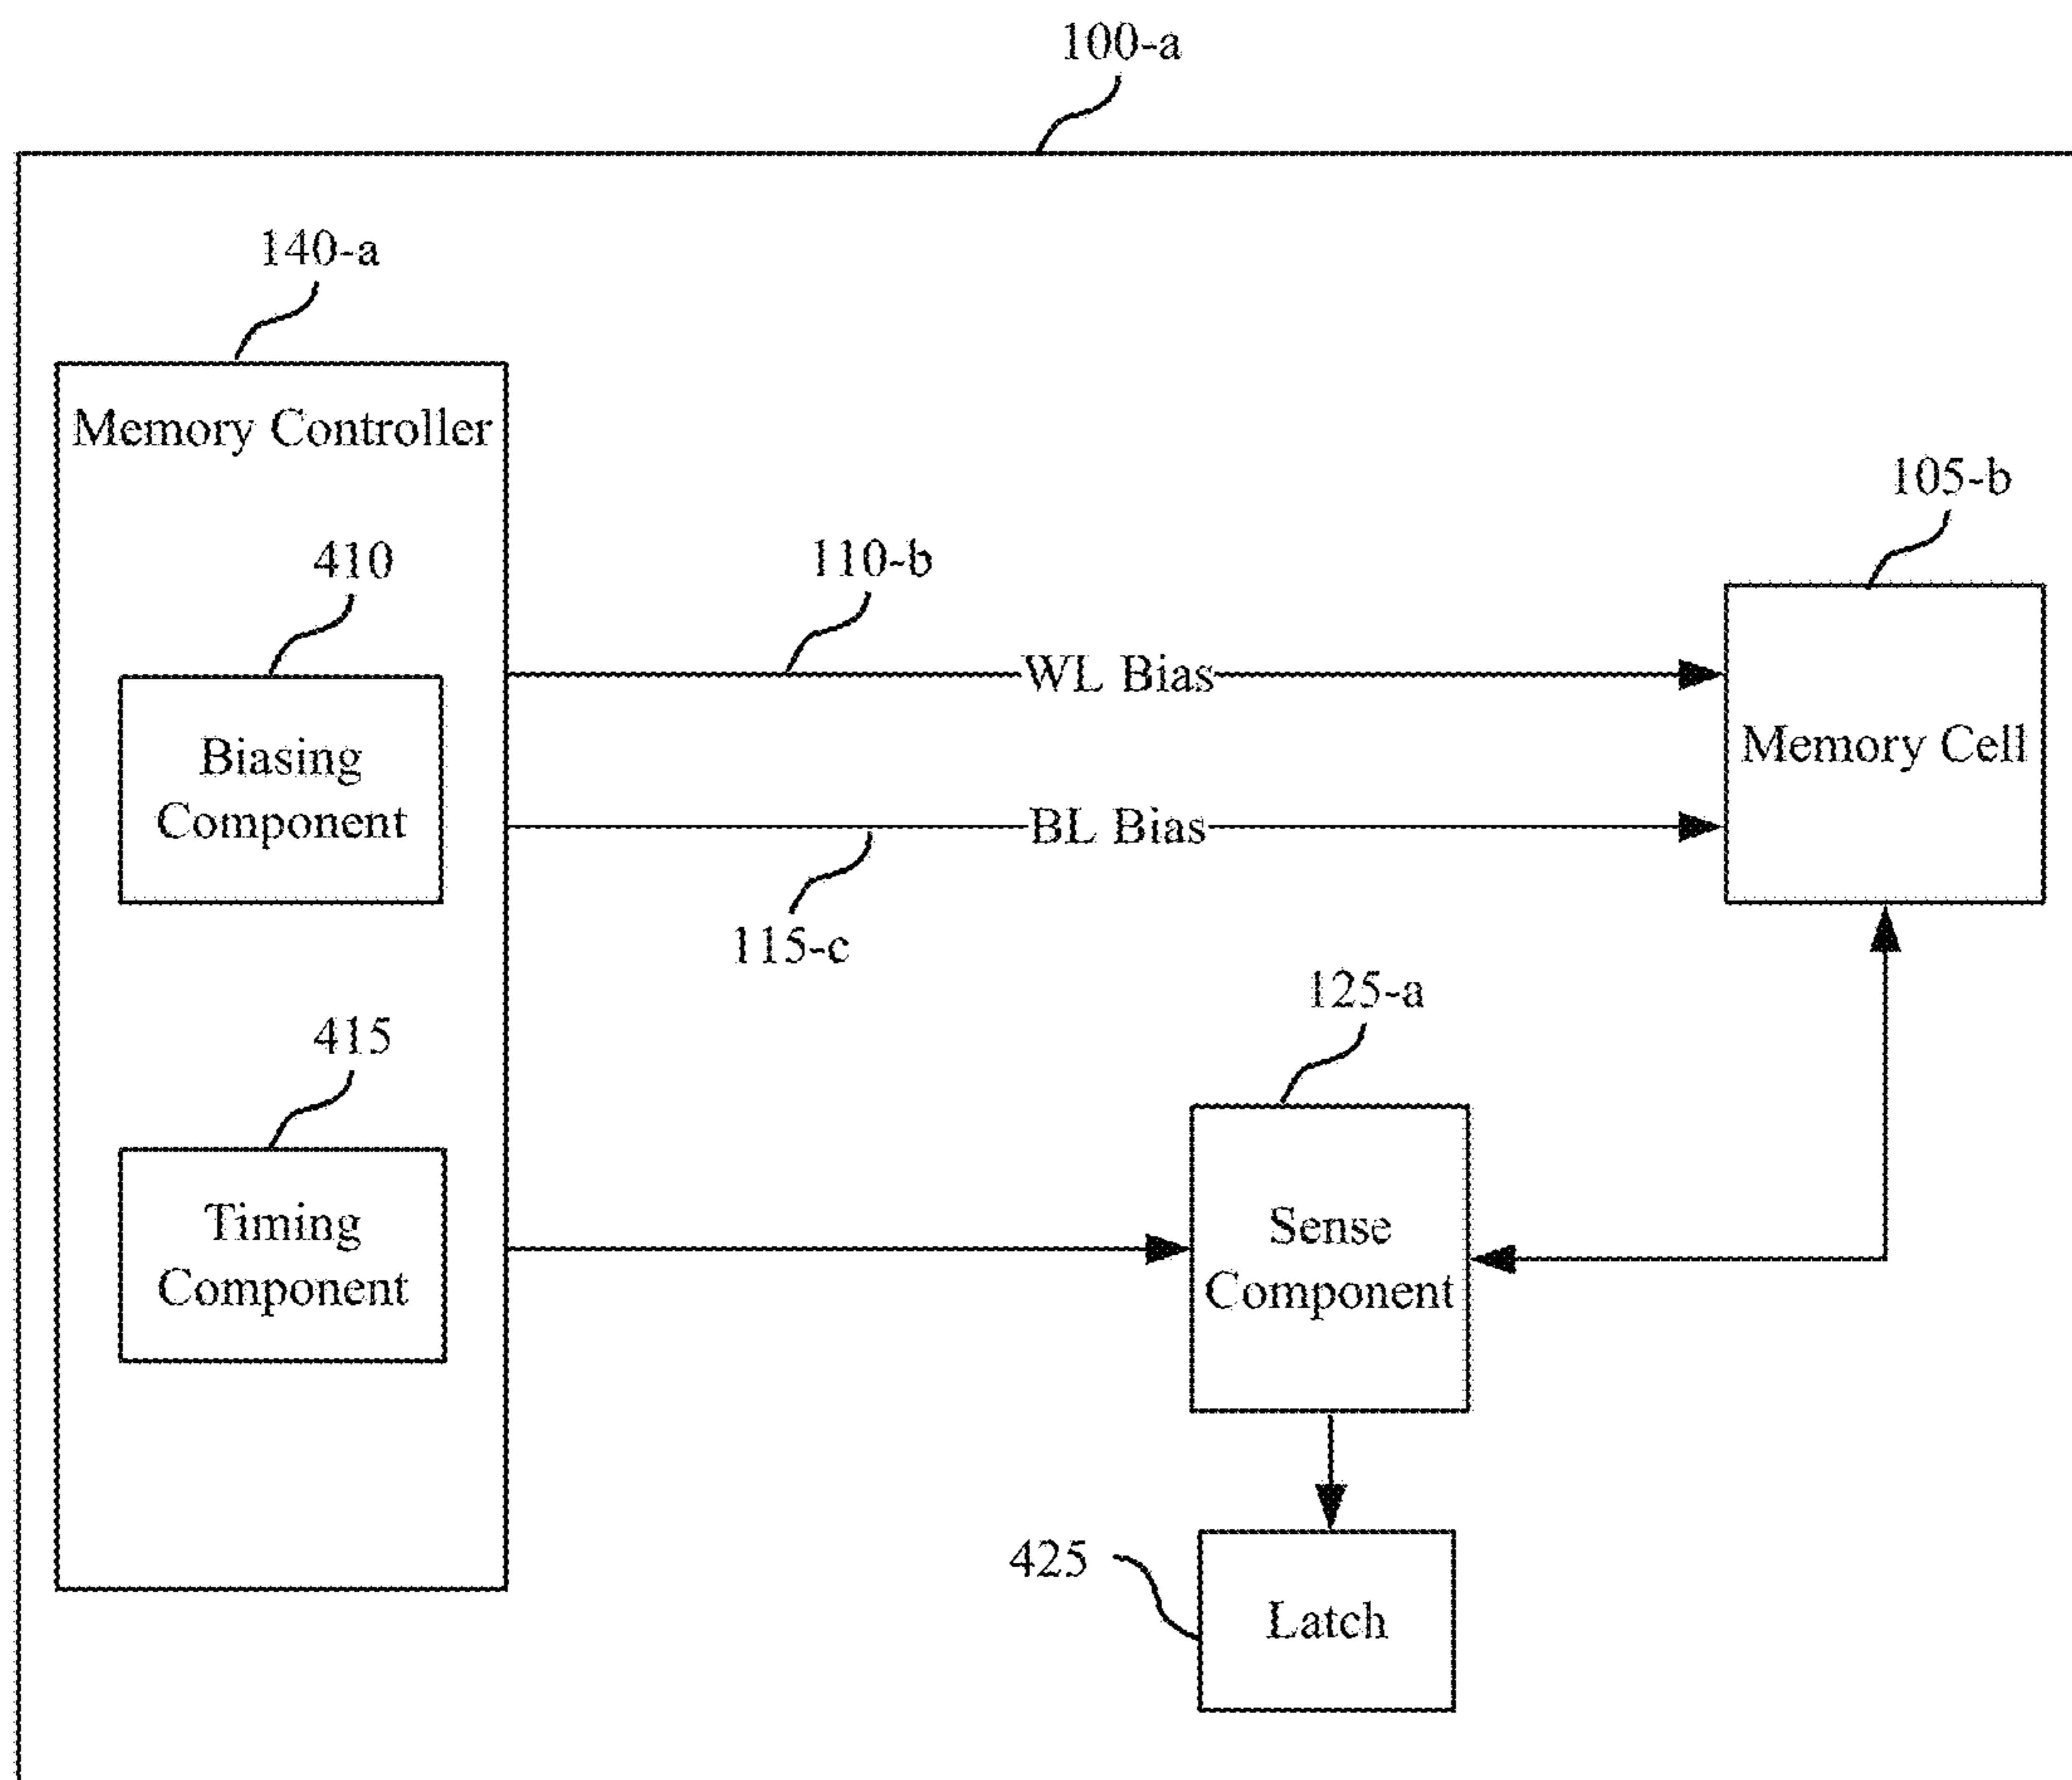 100-a
140-a
Memory Controller
105-b
410
110-b
WL Bias
Biasing
Component
Memory Cell
BL Bias
115-c
125-a
415
Timing
Component
Sense
Component
425
Latch